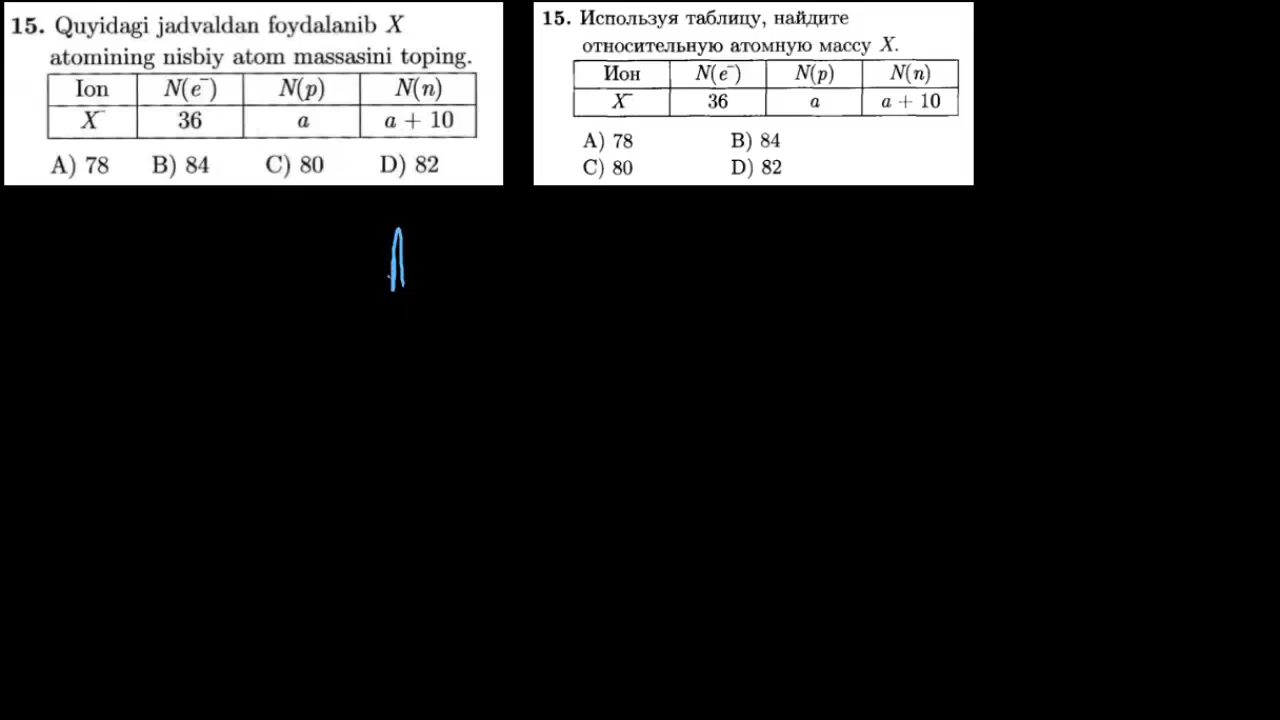 15. Quyidagi jadvaldan foydalanib X
atomining nisbiy atom massasini toping.
Ion N(e⁻) N(p) N(n)
X⁻ 36 a a + 10
A) 78 B) 84 C) 80 D) 82
15. Используя таблицу, найдите
относительную атомную массу X.
Ион N(e⁻) N(p) N(n)
X⁻ 36 a a + 10
A) 78 B) 84
C) 80 D) 82